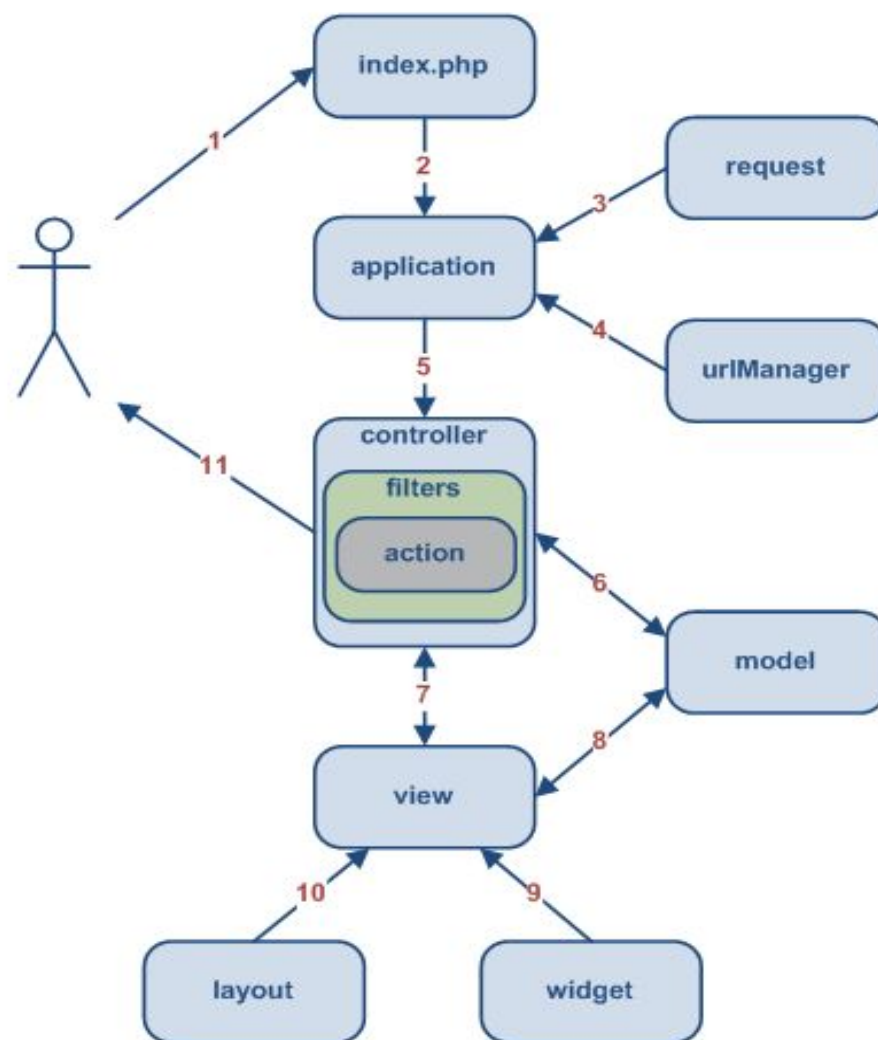 index.php
1
2
request
3
application
4
5
urlManager
controller
11
filters
action
6
model
7
8
view
10
9
layout
widget